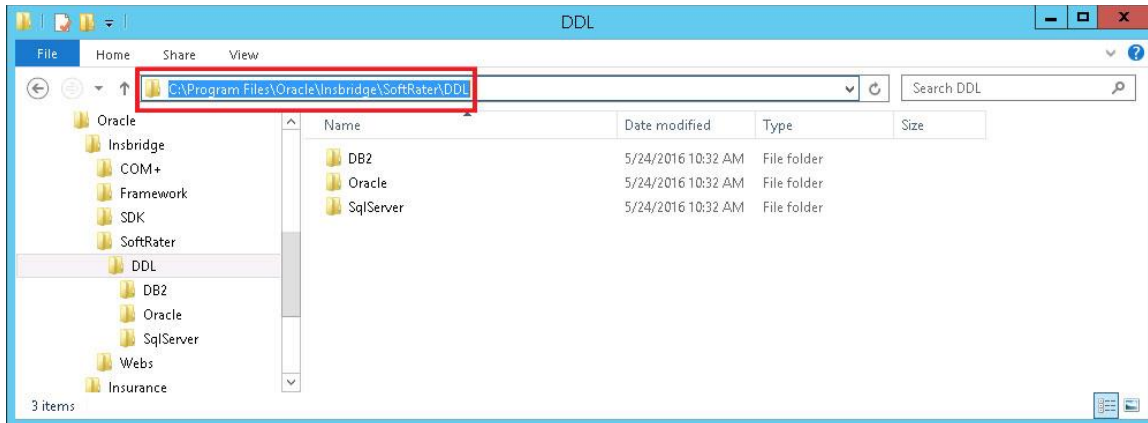 DDL
File Home Share View
C:\Program Files\Oracle\Insbridge\SoftRater\DDL
Search DDL
Oracle
Insbridge
COM+
Framework
SDK
SoftRater
DDL
DB2
Oracle
SqlServer
Webs
Insurance
Name Date modified Type Size
DB2 5/24/2016 10:32 AM File folder
Oracle 5/24/2016 10:32 AM File folder
SqlServer 5/24/2016 10:32 AM File folder
3 items